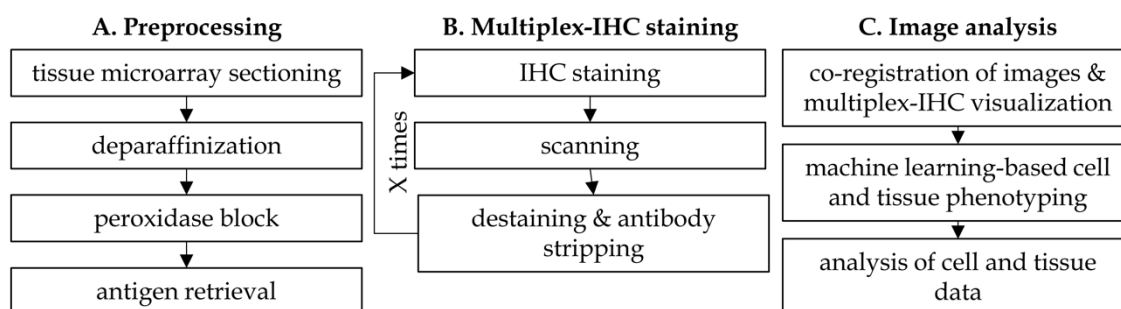 A. Preprocessing
tissue microarray sectioning
deparaffinization
peroxidase block
antigen retrieval
B. Multiplex-IHC staining
IHC staining
scanning
destaining & antibody
stripping
X times
C. Image analysis
co-registration of images &
multiplex-IHC visualization
machine learning-based cell
and tissue phenotyping
analysis of cell and tissue
data